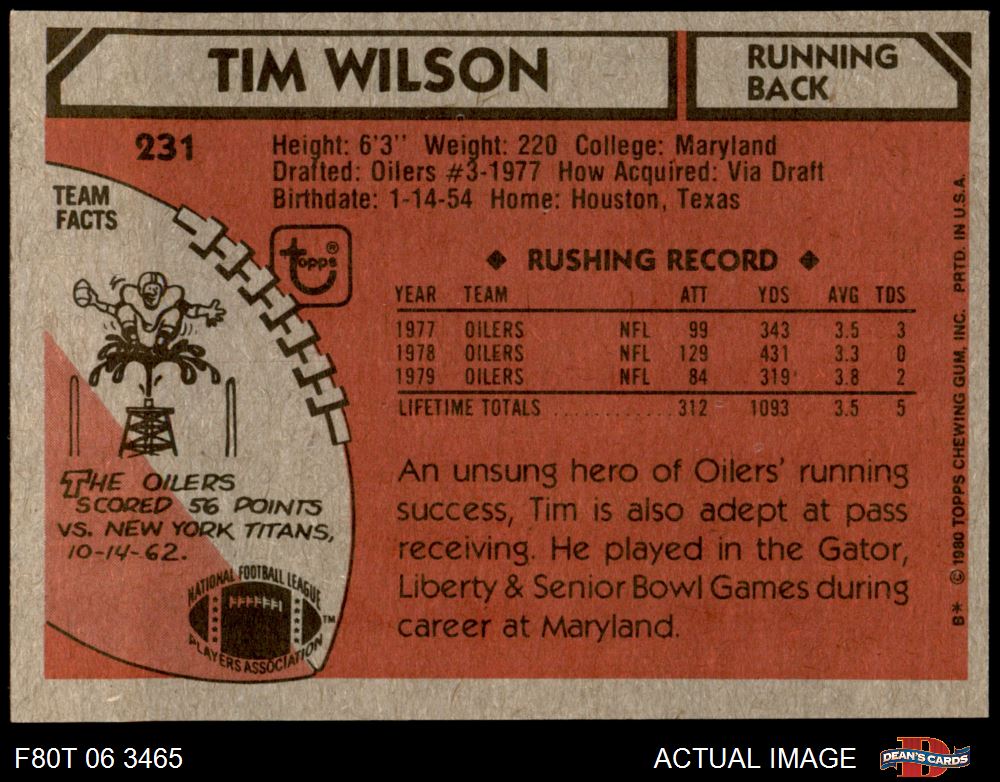 TIM WILSON
RUNNING
BACK
231
Height: 6'3" Weight: 220 College: Maryland
Drafted: Oilers #3-1977 How Acquired: Via Draft
Birthdate: 1-14-54 Home: Houston, Texas
TEAM
FACTS
topps®
◆ RUSHING RECORD ◆
YEAR TEAM ATT YDS AVG TDS
1977 OILERS NFL 99 343 3.5 3
1978 OILERS NFL 129 431 3.3 0
1979 OILERS NFL 84 319 3.8 2
LIFETIME TOTALS ............ 312 1093 3.5 5
THE OILERS
SCORED 56 POINTS
VS. NEW YORK TITANS,
10-14-62.
An unsung hero of Oilers' running
success, Tim is also adept at pass
receiving. He played in the Gator,
Liberty & Senior Bowl Games during
career at Maryland.
NATIONAL FOOTBALL LEAGUE
PLAYERS ASSOCIATION
™
B* © 1980 TOPPS CHEWING GUM, INC. PRTD. IN U.S.A.
F80T 06 3465
ACTUAL IMAGE
DEAN'S CARDS